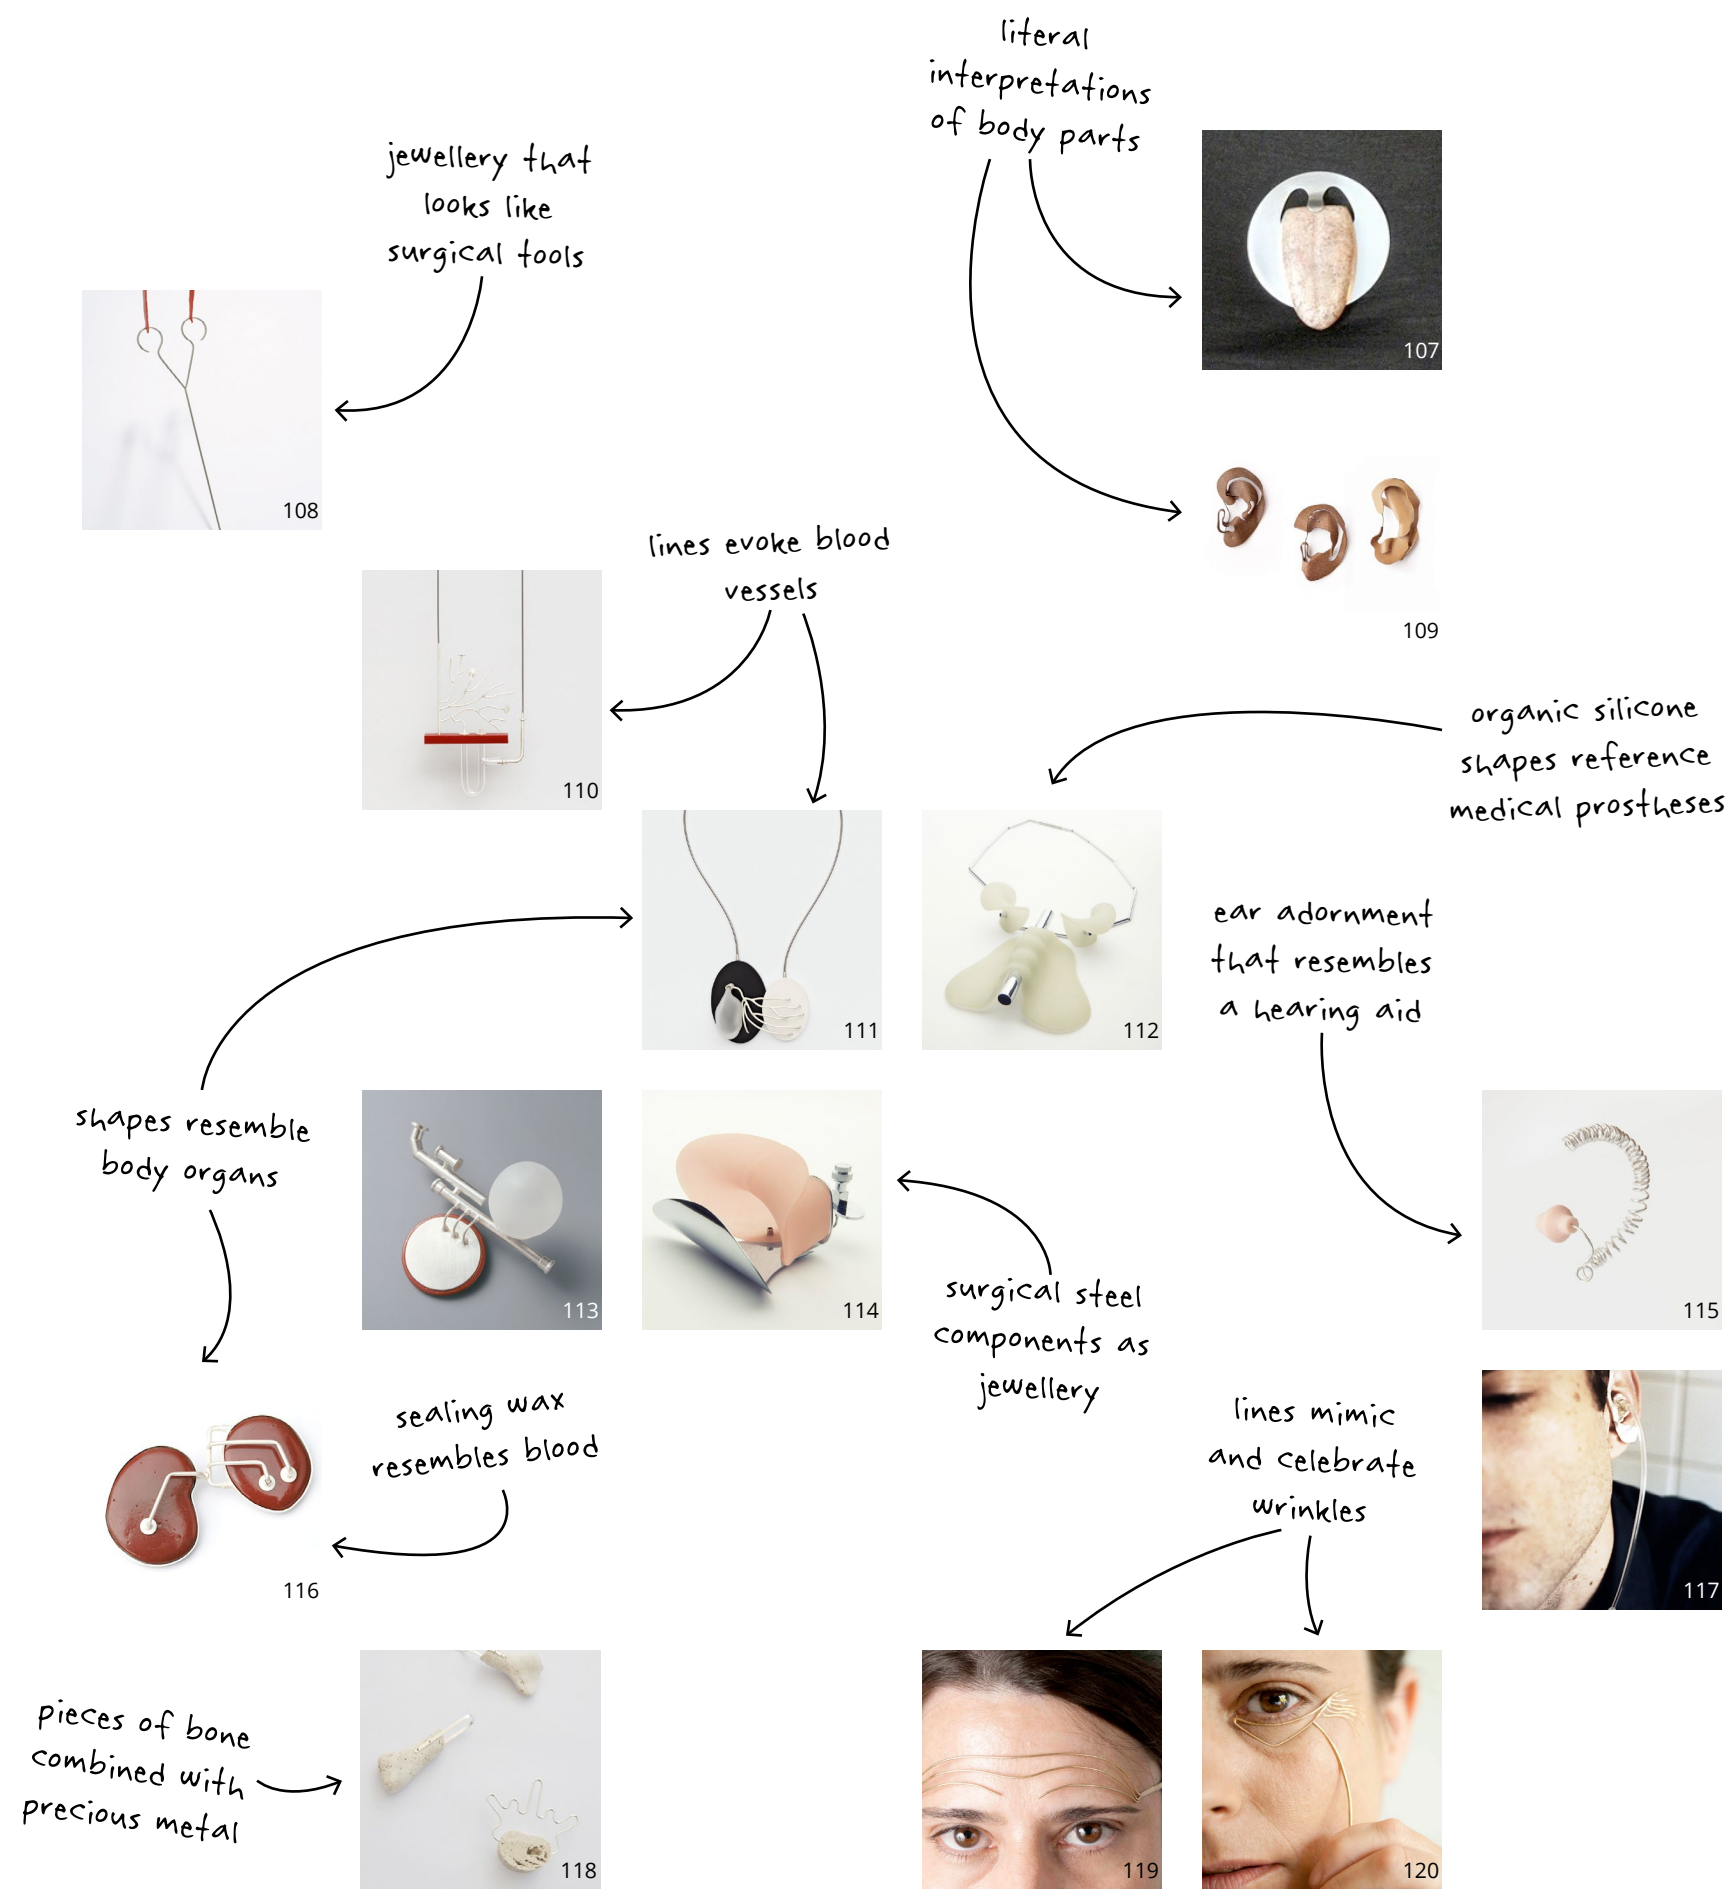 literal
interpretations
of body parts
107
jewellery that
looks like
surgical tools
108
109
lines evoke blood
vessels
110
organic silicone
shapes reference
medical prostheses
111
112
ear adornment
that resembles
a hearing aid
shapes resemble
body organs
113
114
surgical steel
components as
jewellery
115
sealing wax
resembles blood
116
lines mimic
and celebrate
wrinkles
117
pieces of bone
combined with
precious metal
118
119
120